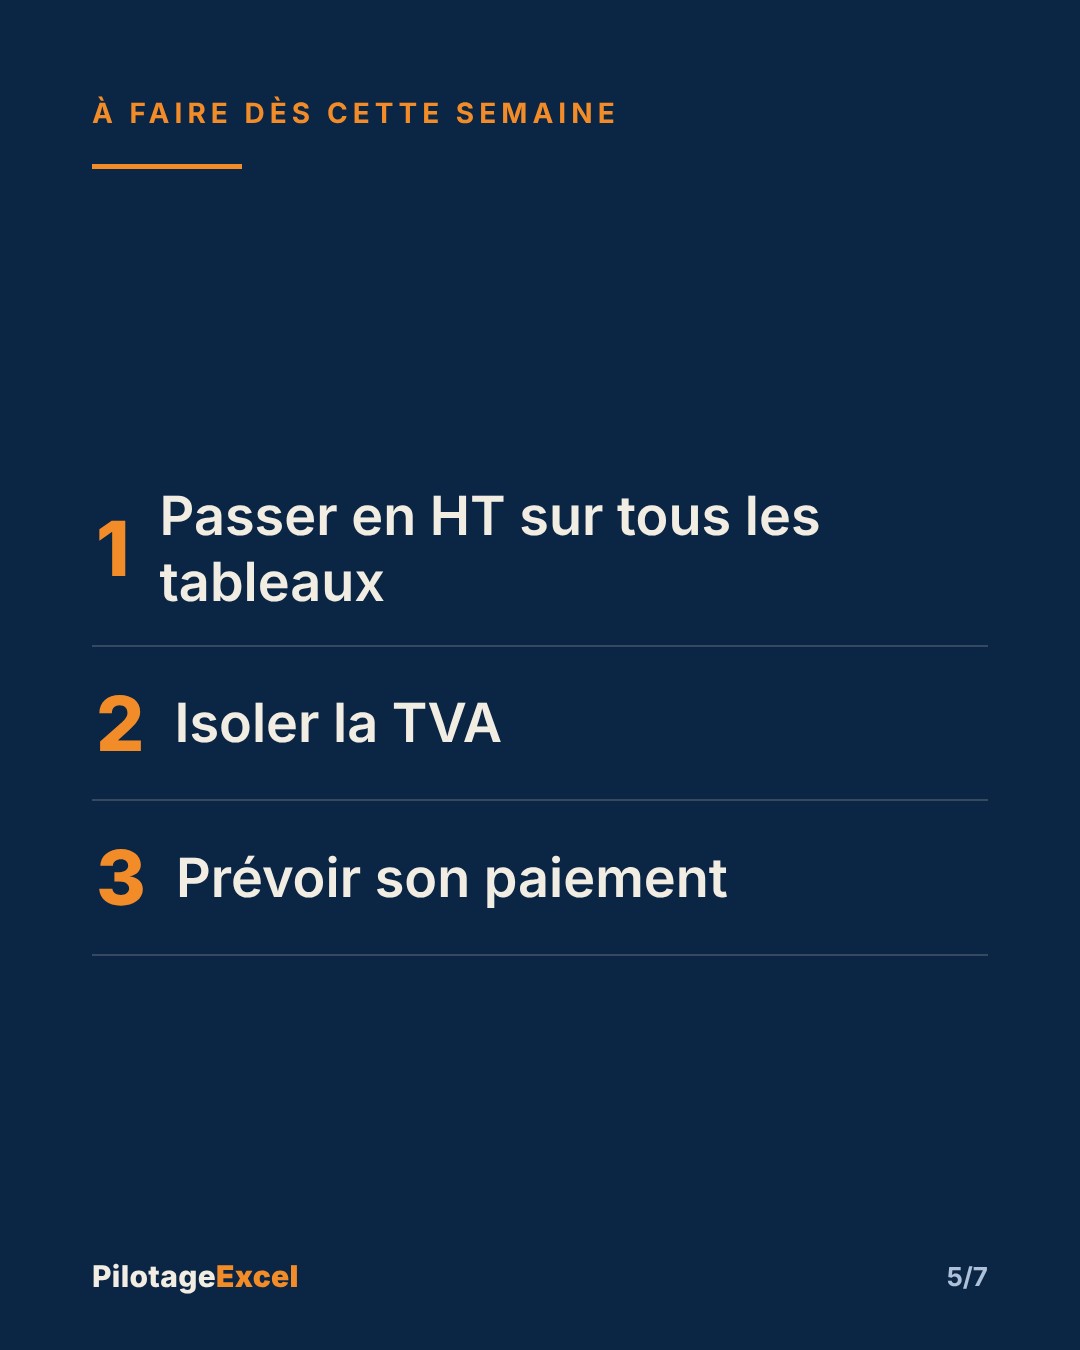 À FAIRE DÈS CETTE SEMAINE
1 Passer en HT sur tous les
tableaux
2 Isoler la TVA
3 Prévoir son paiement
PilotageExcel 5/7